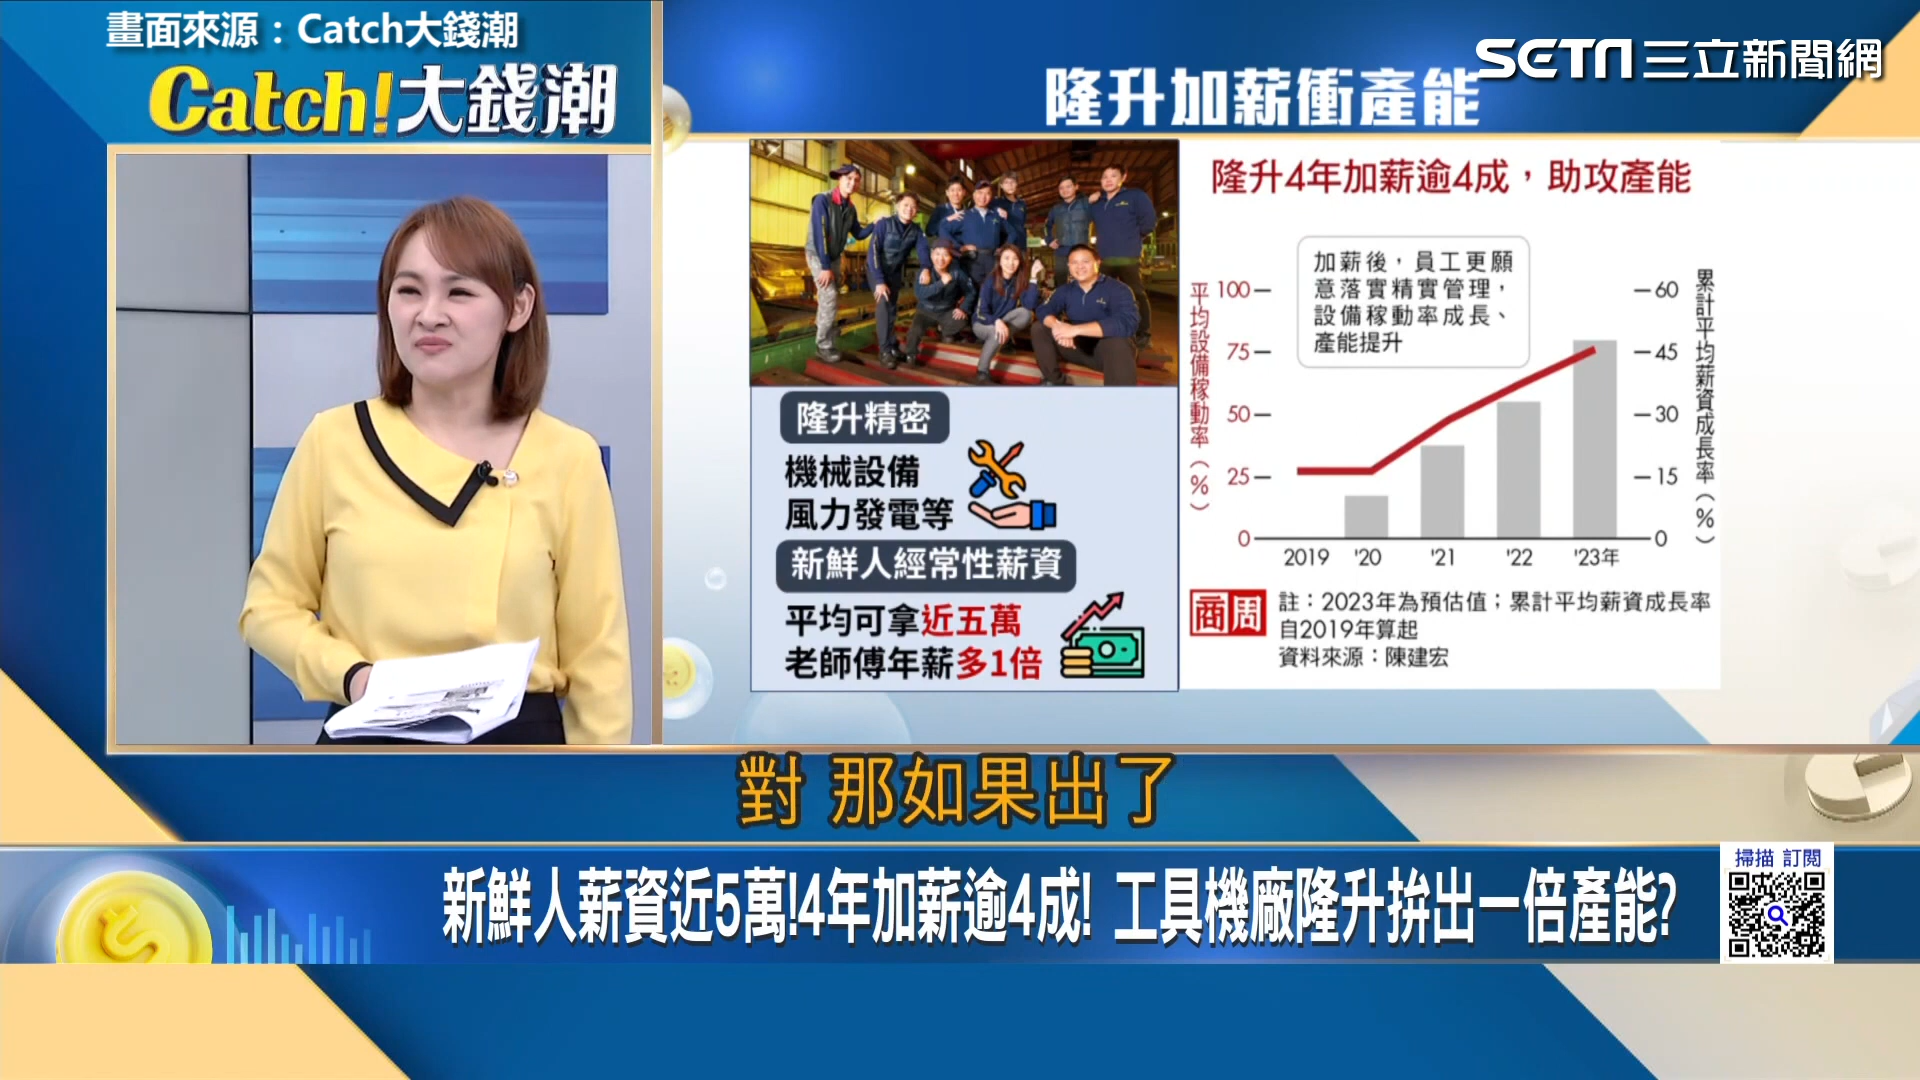 畫面來源：Catch大錢潮
Catch!大錢潮
SETN三立新聞網
隆升加薪衝產能
隆升4年加薪逾4成，助攻產能
加薪後，員工更願
意落實精實管理，
設備稼動率成長、
產能提升
平均設備稼動率（%）
100
75
50
25
0
60
45
30
15
0
累計平均薪資成長率（%）
2019 '20 '21 '22 '23年
商周
註：2023年為預估值；累計平均薪資成長率
自2019年算起
資料來源：陳建宏
隆升精密
機械設備
風力發電等
新鮮人經常性薪資
平均可拿近五萬
老師傅年薪多1倍
對 那如果出了
新鮮人薪資近5萬!4年加薪逾4成! 工具機廠隆升拚出一倍產能?
掃描 訂閱